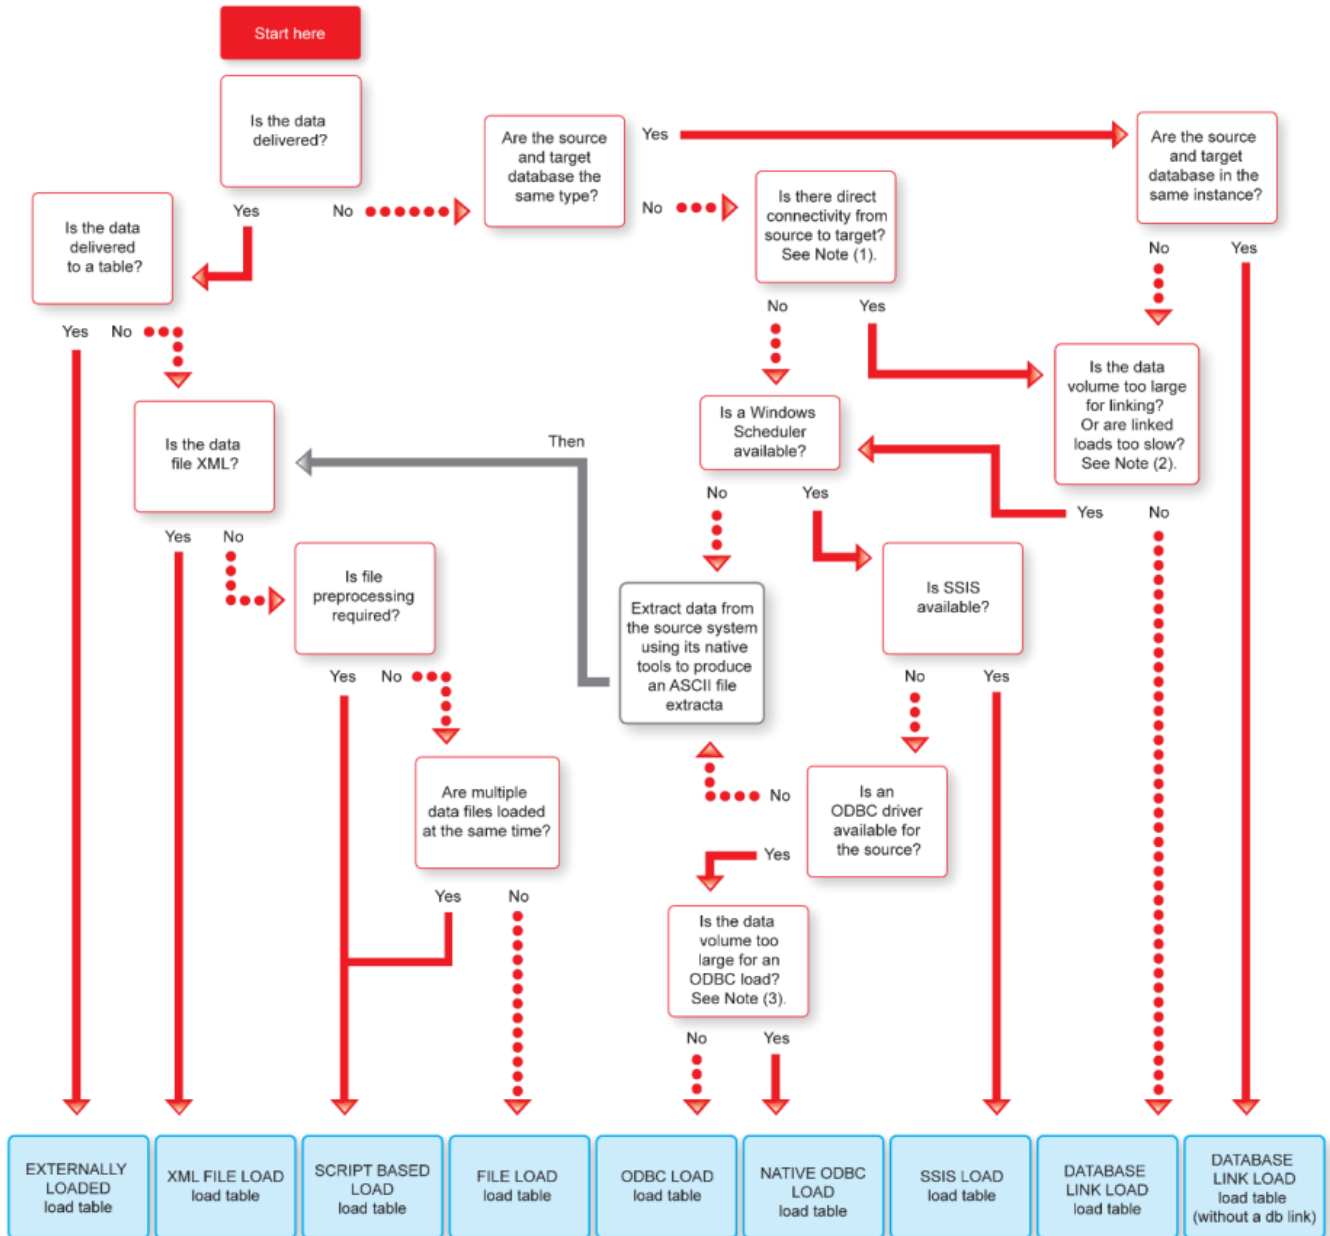 Start here
Is the data
delivered?
Yes
No
Are the source
and target
database the
same type?
Yes
No
Are the source
and target
database in the
same instance?
No
Yes
Is there direct
connectivity from
source to target?
See Note (1).
No
Yes
Is the data
delivered
to a table?
Yes
No
Is the data
volume too large
for linking?
Or are linked
loads too slow?
See Note (2).
Yes
No
Is a Windows
Scheduler
available?
No
Yes
Is the data
file XML?
Yes
No
Then
Is file
preprocessing
required?
Yes
No
Extract data from
the source system
using its native
tools to produce
an ASCII file
extracta
Is SSIS
available?
No
Yes
Are multiple
data files loaded
at the same time?
Yes
No
Is an
ODBC driver
available for
the source?
No
Yes
Is the data
volume too
large for an
ODBC load?
See Note (3).
No
Yes
EXTERNALLY
LOADED
load table
XML FILE LOAD
load table
SCRIPT BASED
LOAD
load table
FILE LOAD
load table
ODBC LOAD
load table
NATIVE ODBC
LOAD
load table
SSIS LOAD
load table
DATABASE
LINK LOAD
load table
DATABASE
LINK LOAD
load table
(without a db link)